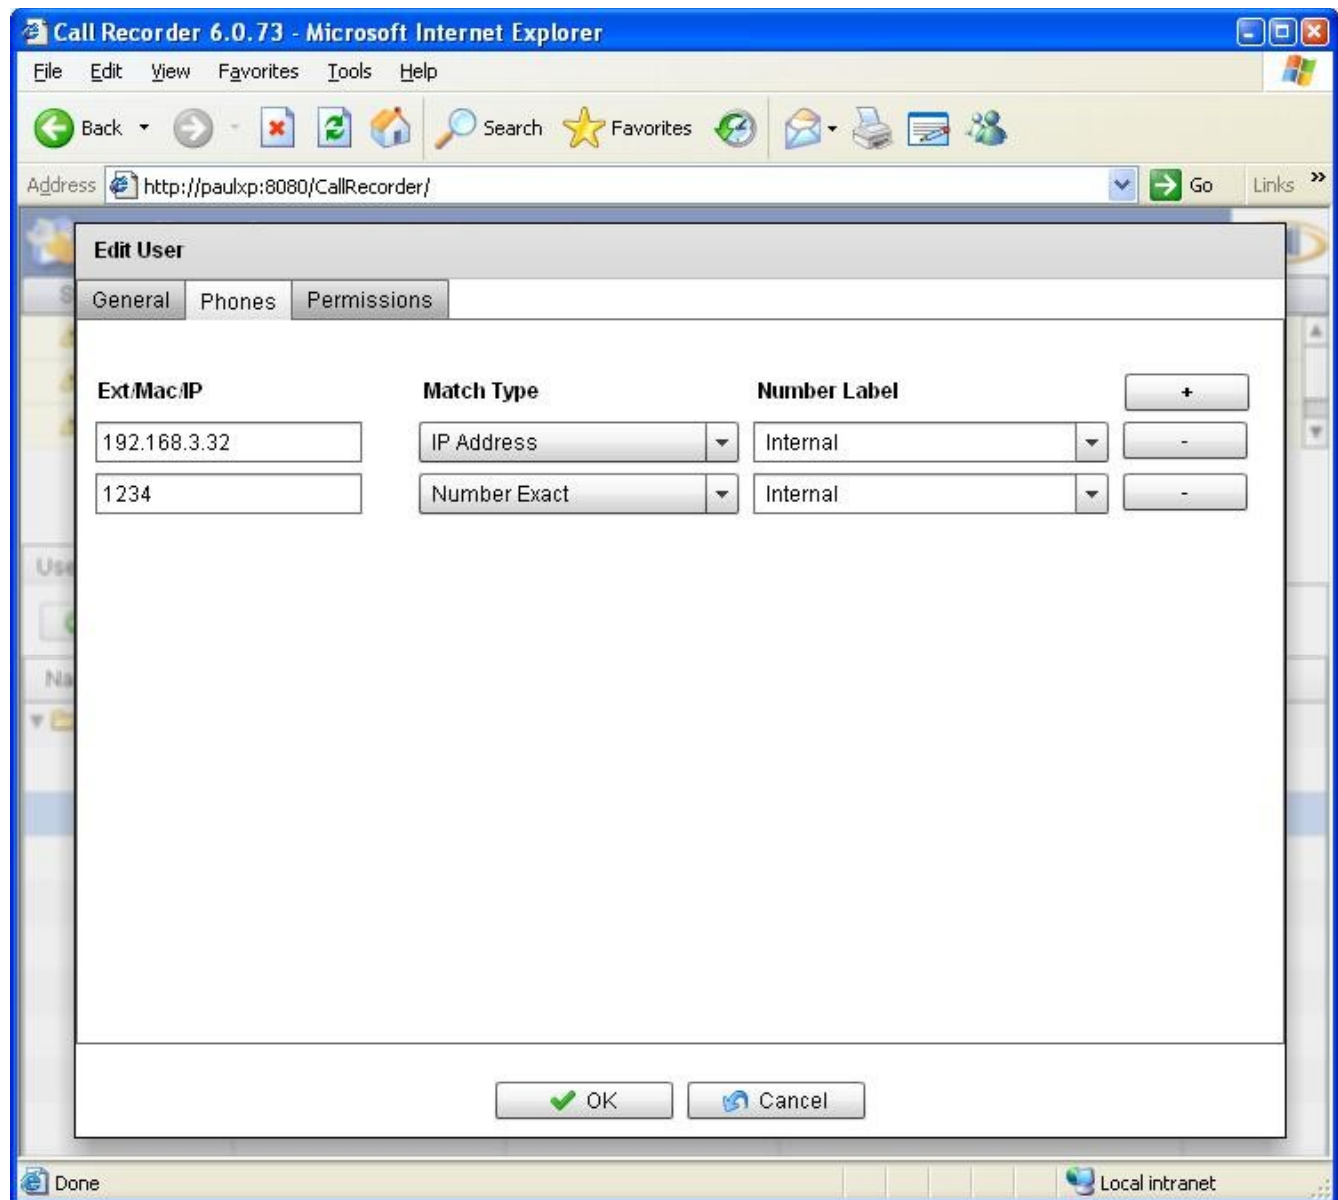 Call Recorder 6.0.73 - Microsoft Internet Explorer
File Edit View Favorites Tools Help
Back Search Favorites
Address http://paulxp:8080/CallRecorder/ Go Links »
Edit User
General Phones Permissions
Ext/Mac/IP Match Type Number Label +
192.168.3.32 IP Address Internal -
1234 Number Exact Internal -
OK Cancel
Done Local intranet